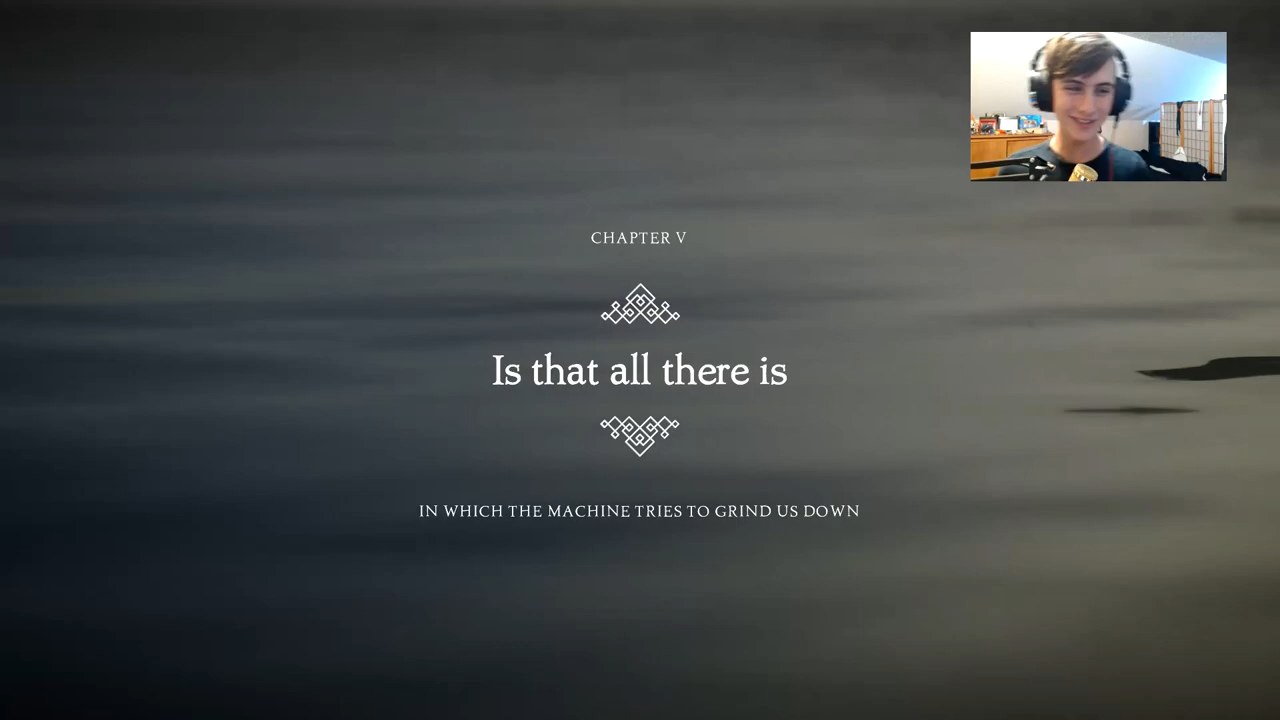 CHAPTER V
Is that all there is
IN WHICH THE MACHINE TRIES TO GRIND US DOWN